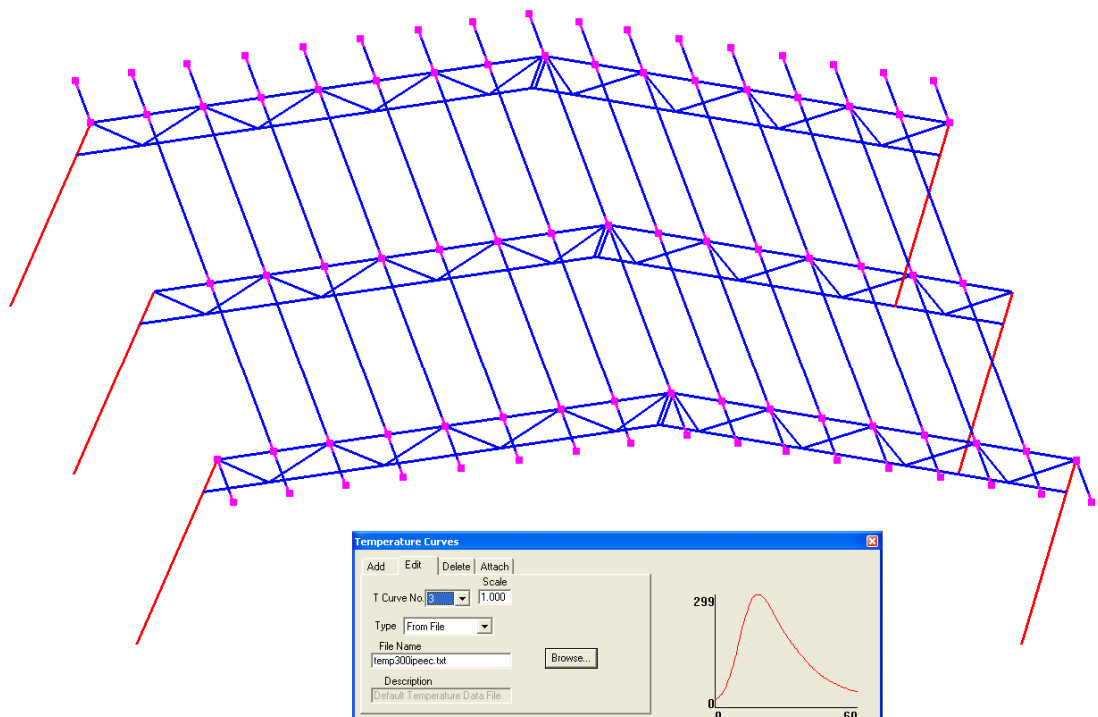 Temperature Curves
Add Edit Delete Attach
Scale
T Curve No. 3 1.000
Type From File
File Name
temp300ipeec.txt Browse...
Description
Default Temperature Data File
299
0
0 60